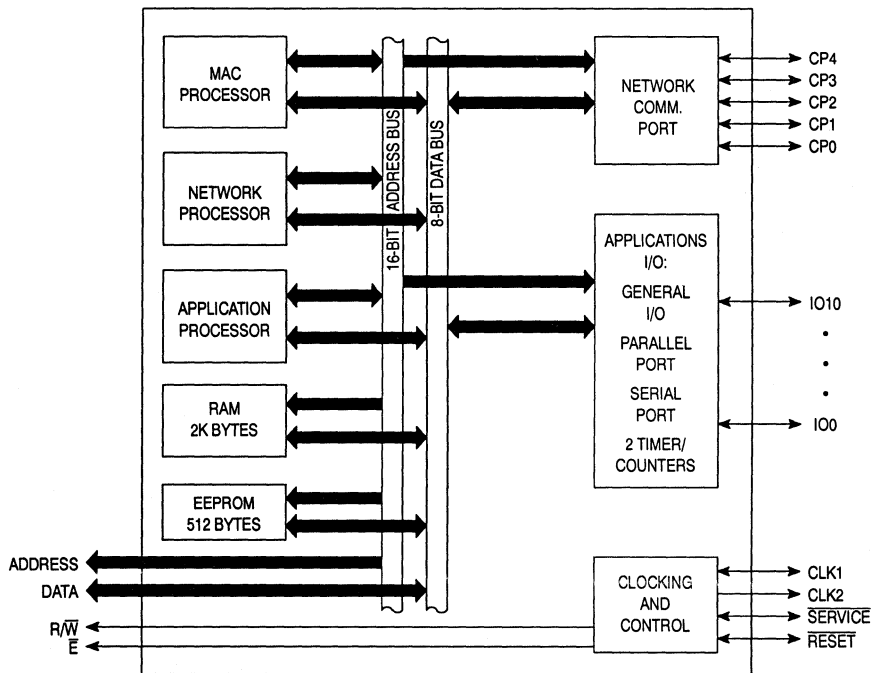 MAC
PROCESSOR
NETWORK
PROCESSOR
APPLICATION
PROCESSOR
RAM
2K BYTES
EEPROM
512 BYTES
16-BIT ADDRESS BUS
8-BIT DATA BUS
NETWORK
COMM.
PORT
CP4
CP3
CP2
CP1
CP0
APPLICATIONS
I/O:
GENERAL
I/O
PARALLEL
PORT
SERIAL
PORT
2 TIMER/
COUNTERS
IO10
IO0
CLOCKING
AND
CONTROL
CLK1
CLK2
S̅E̅R̅V̅I̅C̅E̅
R̅E̅S̅E̅T̅
ADDRESS
DATA
R/W̅
E̅